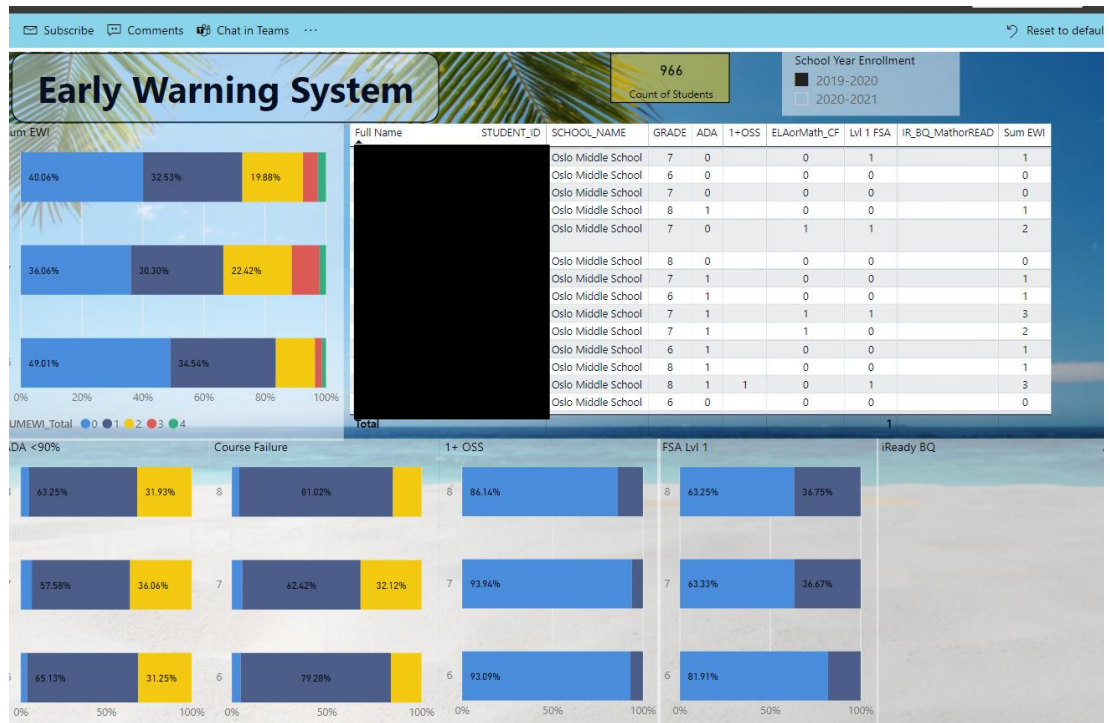 Subscribe Comments Chat in Teams ... Reset to defaul
Early Warning System
966
Count of Students
School Year Enrollment
2019-2020
2020-2021
um EWI
40.06% 32.53% 19.88%
36.06% 30.30% 22.42%
49.01% 34.54%
0% 20% 40% 60% 80% 100%
UMEWI_Total 0 1 2 3 4
Full Name STUDENT_ID SCHOOL_NAME GRADE ADA 1+OSS ELAorMath_CF Lvl 1 FSA IR_BQ_MathorREAD Sum EWI
Oslo Middle School 7 0 0 1 1
Oslo Middle School 6 0 0 0 0
Oslo Middle School 7 0 0 0 0
Oslo Middle School 8 1 0 0 1
Oslo Middle School 7 0 1 1 2
Oslo Middle School 8 0 0 0 0
Oslo Middle School 7 1 0 0 1
Oslo Middle School 6 1 0 0 1
Oslo Middle School 7 1 1 1 3
Oslo Middle School 7 1 1 0 2
Oslo Middle School 6 1 0 0 1
Oslo Middle School 8 1 0 0 1
Oslo Middle School 8 1 1 0 1 3
Oslo Middle School 6 0 0 0 0
Total 1
DA <90%
63.25% 31.93%
57.58% 36.06%
65.13% 31.25%
0% 50% 100%
Course Failure
8 81.02%
7 62.42% 32.12%
6 79.28%
0% 50% 100%
1+ OSS
8 86.14%
7 93.94%
6 93.09%
0% 50% 100%
FSA Lvl 1
8 63.25% 36.75%
7 63.33% 36.67%
6 81.91%
0% 50% 100%
iReady BQ